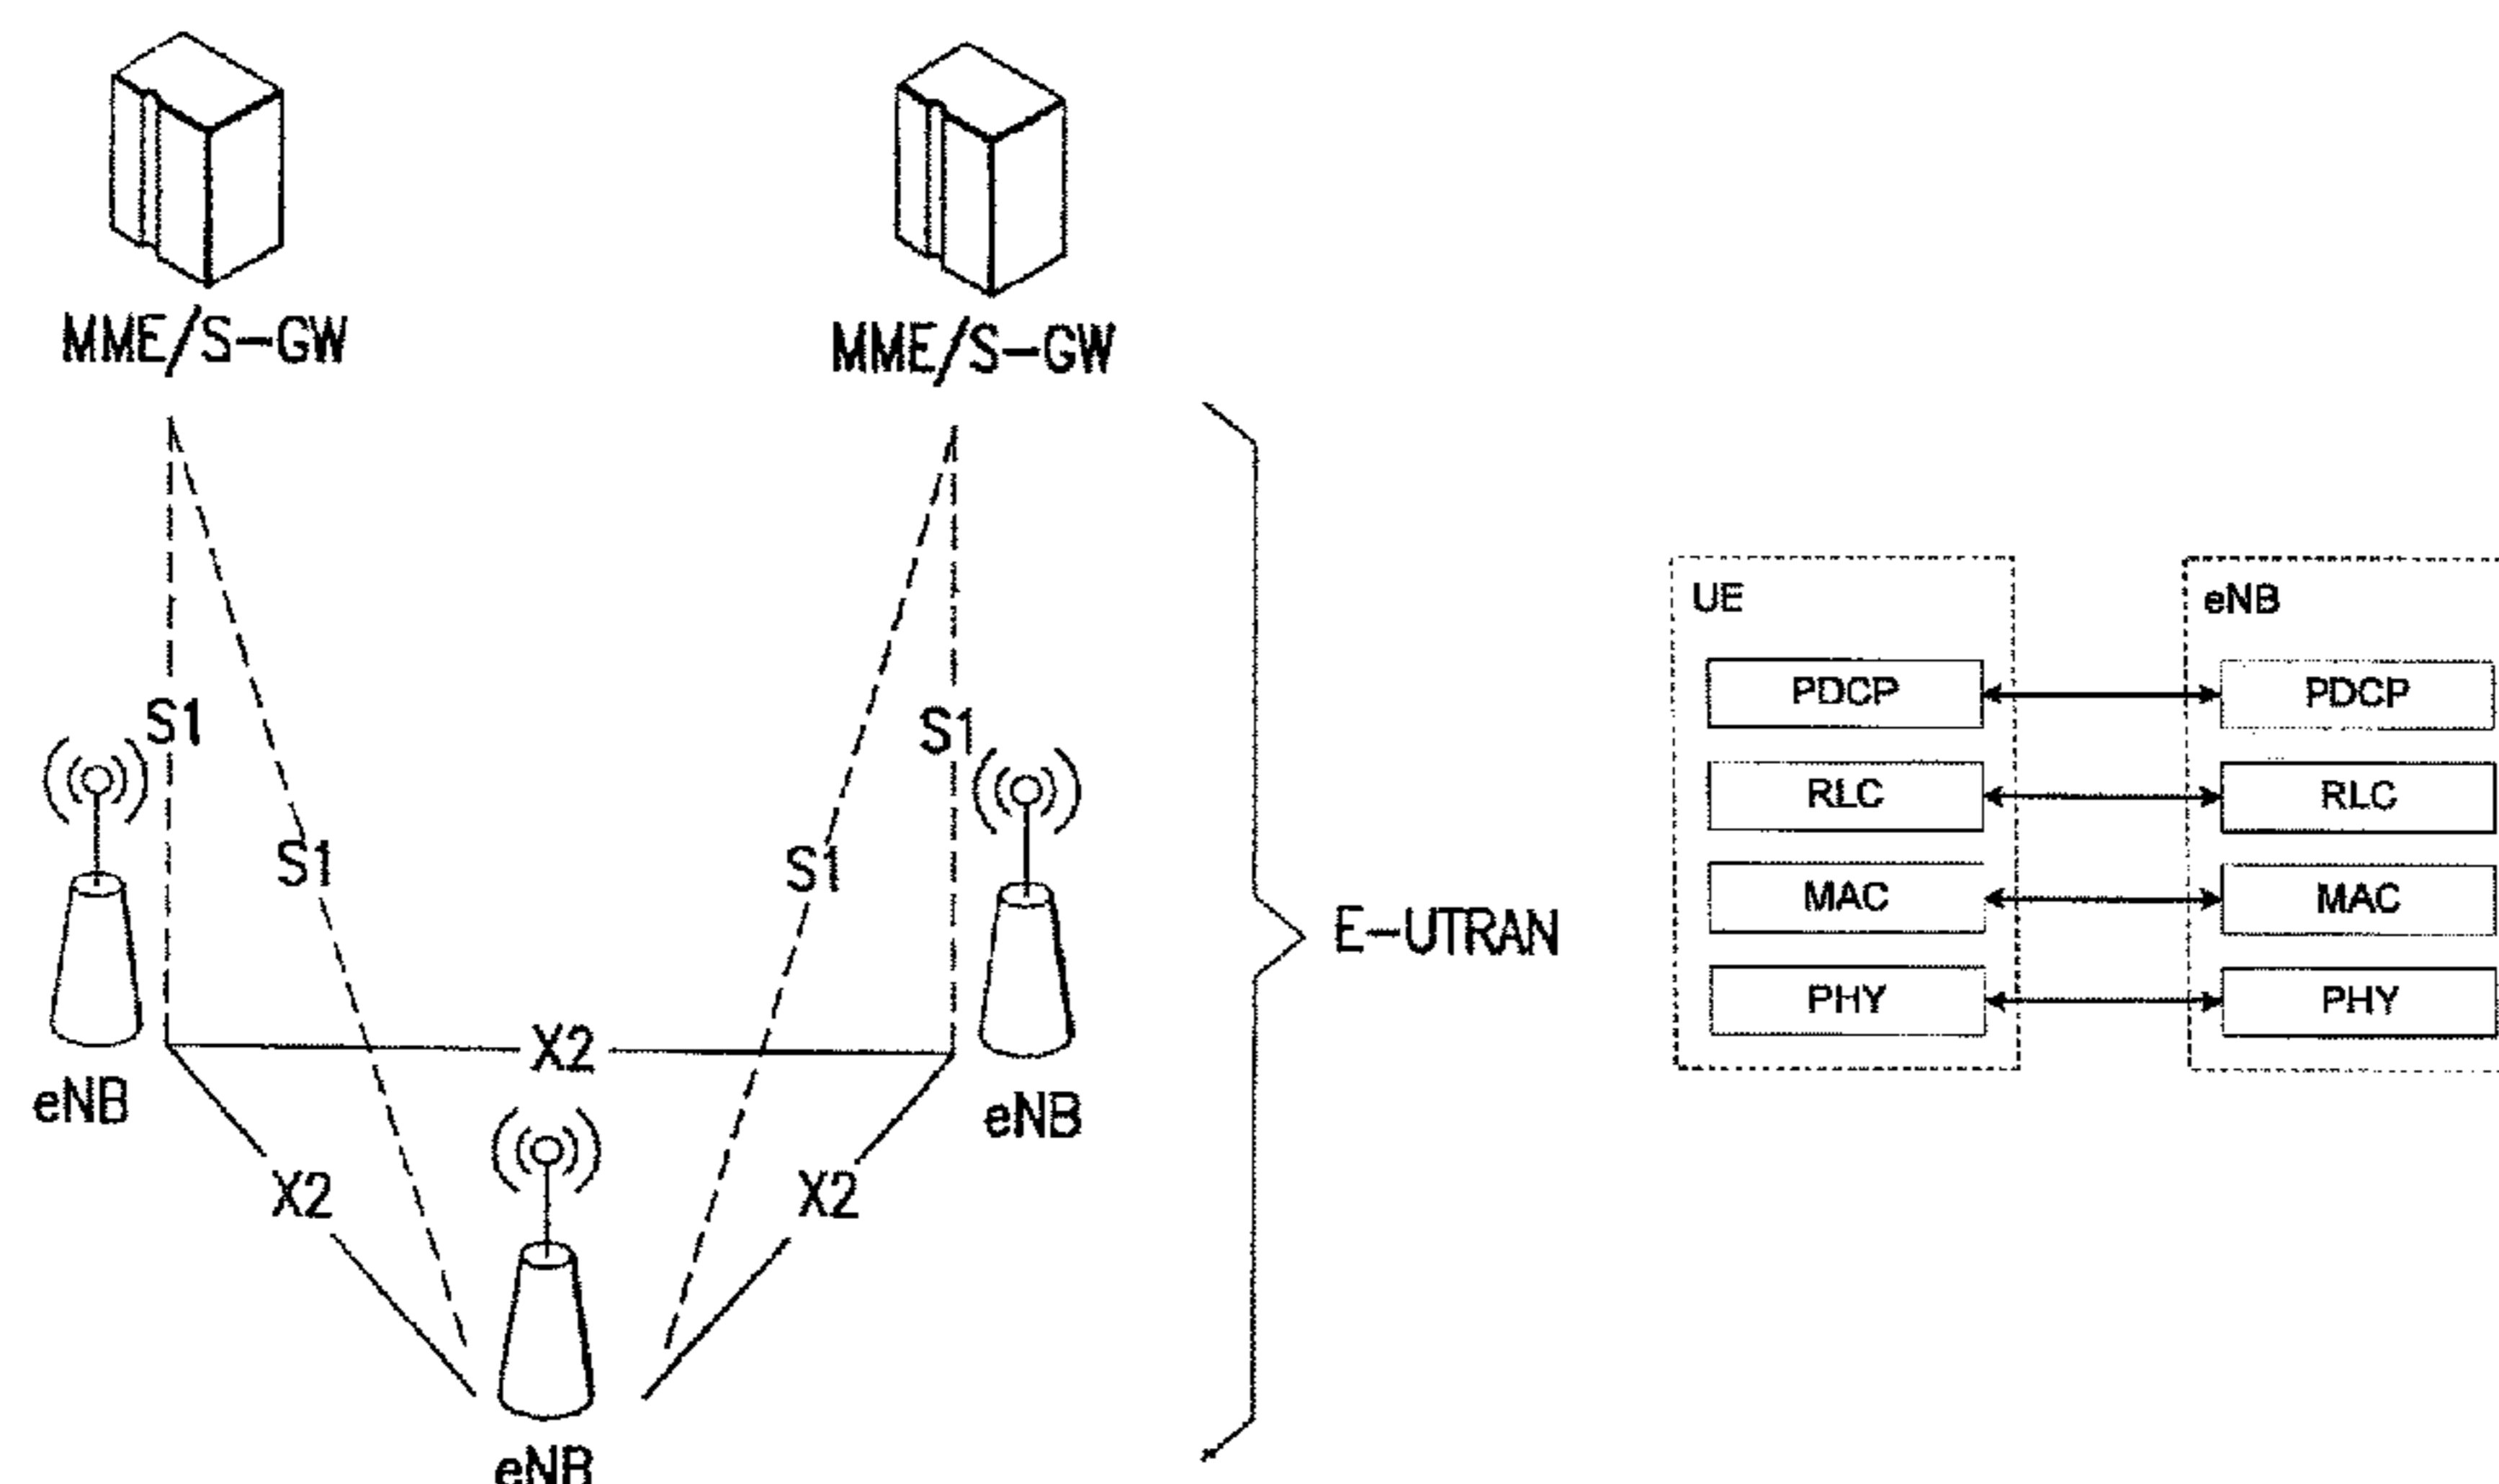 MME/S-GW
MME/S-GW
S1
S1
S1
S1
X2
eNB
eNB
X2
X2
eNB
E-UTRAN
UE
eNB
PDCP
PDCP
RLC
RLC
MAC
MAC
PHY
PHY